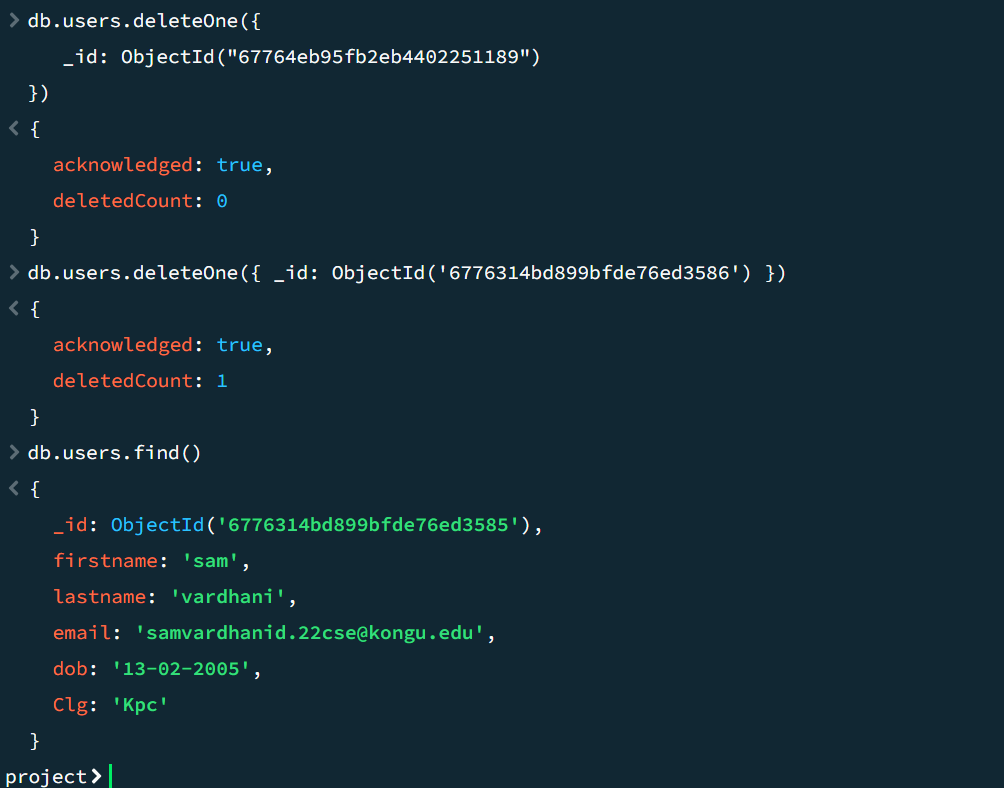 > db.users.deleteOne({
_id: ObjectId("67764eb95fb2eb4402251189")
})
< {
acknowledged: true,
deletedCount: 0
}
> db.users.deleteOne({ _id: ObjectId('6776314bd899bfde76ed3586') })
< {
acknowledged: true,
deletedCount: 1
}
> db.users.find()
< {
_id: ObjectId('6776314bd899bfde76ed3585'),
firstname: 'sam',
lastname: 'vardhani',
email: 'samvardhanid.22cse@kongu.edu',
dob: '13-02-2005',
Clg: 'Kpc'
}
project>